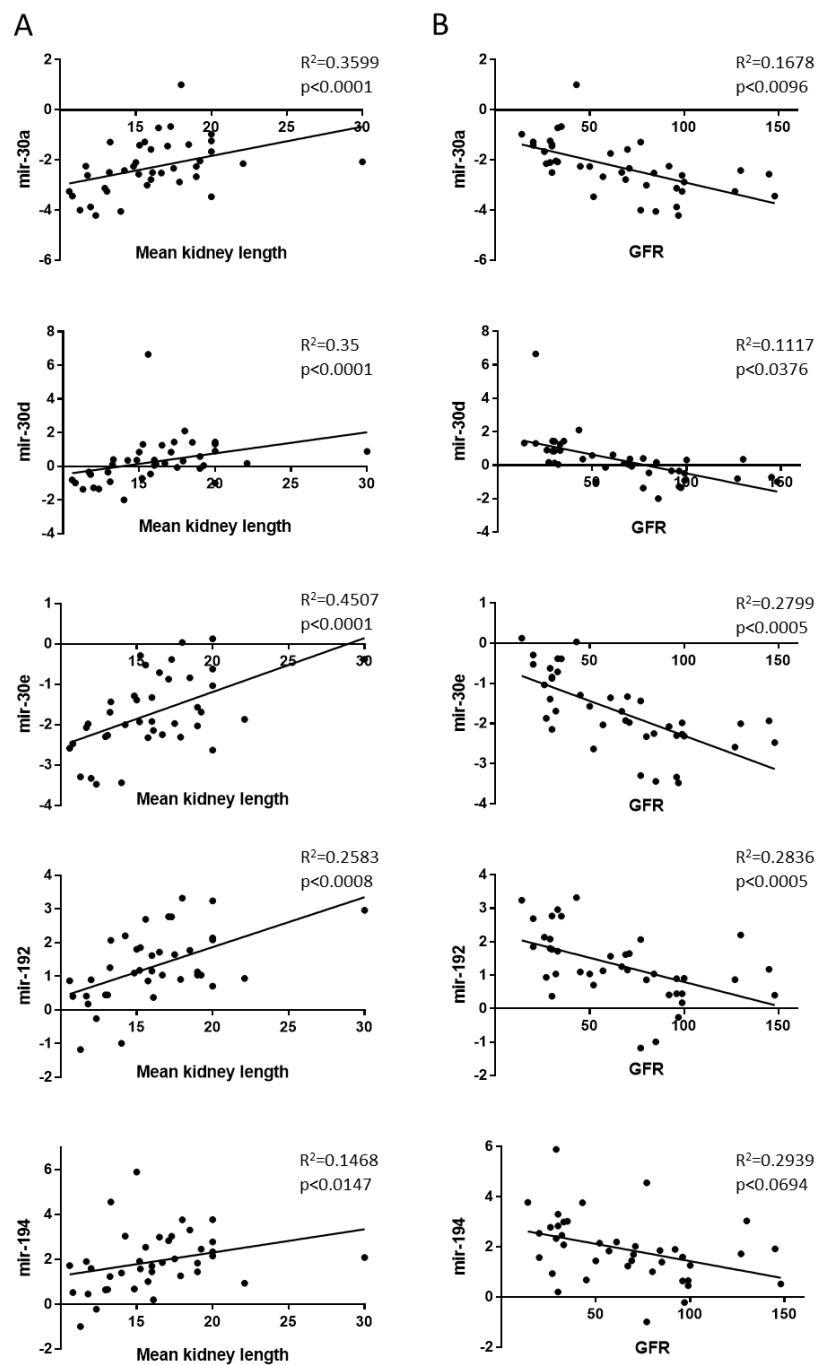 A
B
R²=0.3599
p<0.0001
2
0
-2
-4
-6
15
20
25
30
mir-30a
Mean kidney length
R²=0.1678
p<0.0096
2
0
-2
-4
-6
50
100
150
mir-30a
GFR
R²=0.35
p<0.0001
8
6
4
2
0
-2
-4
15
20
25
30
mir-30d
Mean kidney length
R²=0.1117
p<0.0376
8
6
4
2
0
-2
-4
50
100
150
mir-30d
GFR
R²=0.4507
p<0.0001
1
0
-1
-2
-3
-4
15
20
25
30
mir-30e
Mean kidney length
R²=0.2799
p<0.0005
1
0
-1
-2
-3
-4
50
100
150
mir-30e
GFR
R²=0.2583
p<0.0008
4
3
2
1
0
-1
-2
15
20
25
30
mir-192
Mean kidney length
R²=0.2836
p<0.0005
4
3
2
1
0
-1
-2
50
100
150
mir-192
GFR
R²=0.1468
p<0.0147
6
4
2
0
-2
15
20
25
30
mir-194
Mean kidney length
R²=0.2939
p<0.0694
6
4
2
0
-2
50
100
150
mir-194
GFR